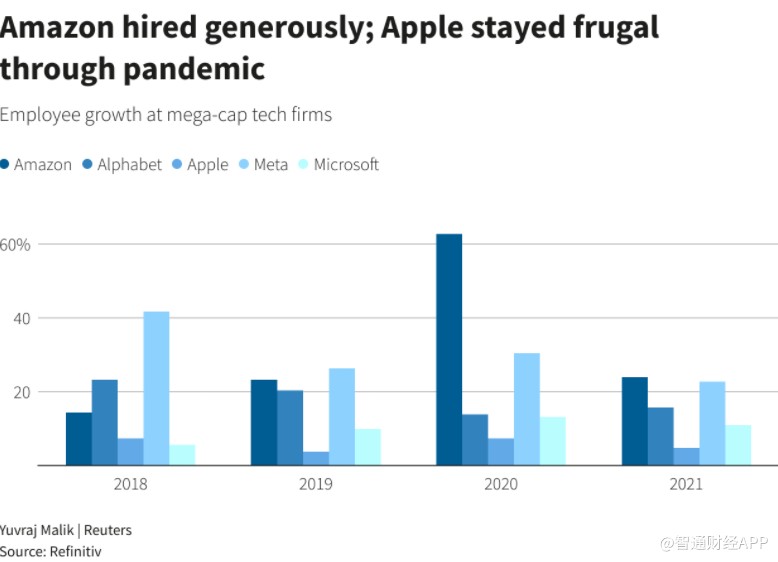 Amazon hired generously; Apple stayed frugal
through pandemic
Employee growth at mega-cap tech firms
Amazon Alphabet Apple Meta Microsoft
60%
40
20
2018 2019 2020 2021
Yuvraj Malik | Reuters
Source: Refinitiv
@智通财经APP